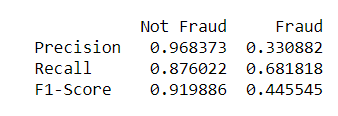 Not Fraud Fraud
Precision 0.968373 0.330882
Recall 0.876022 0.681818
F1-Score 0.919886 0.445545